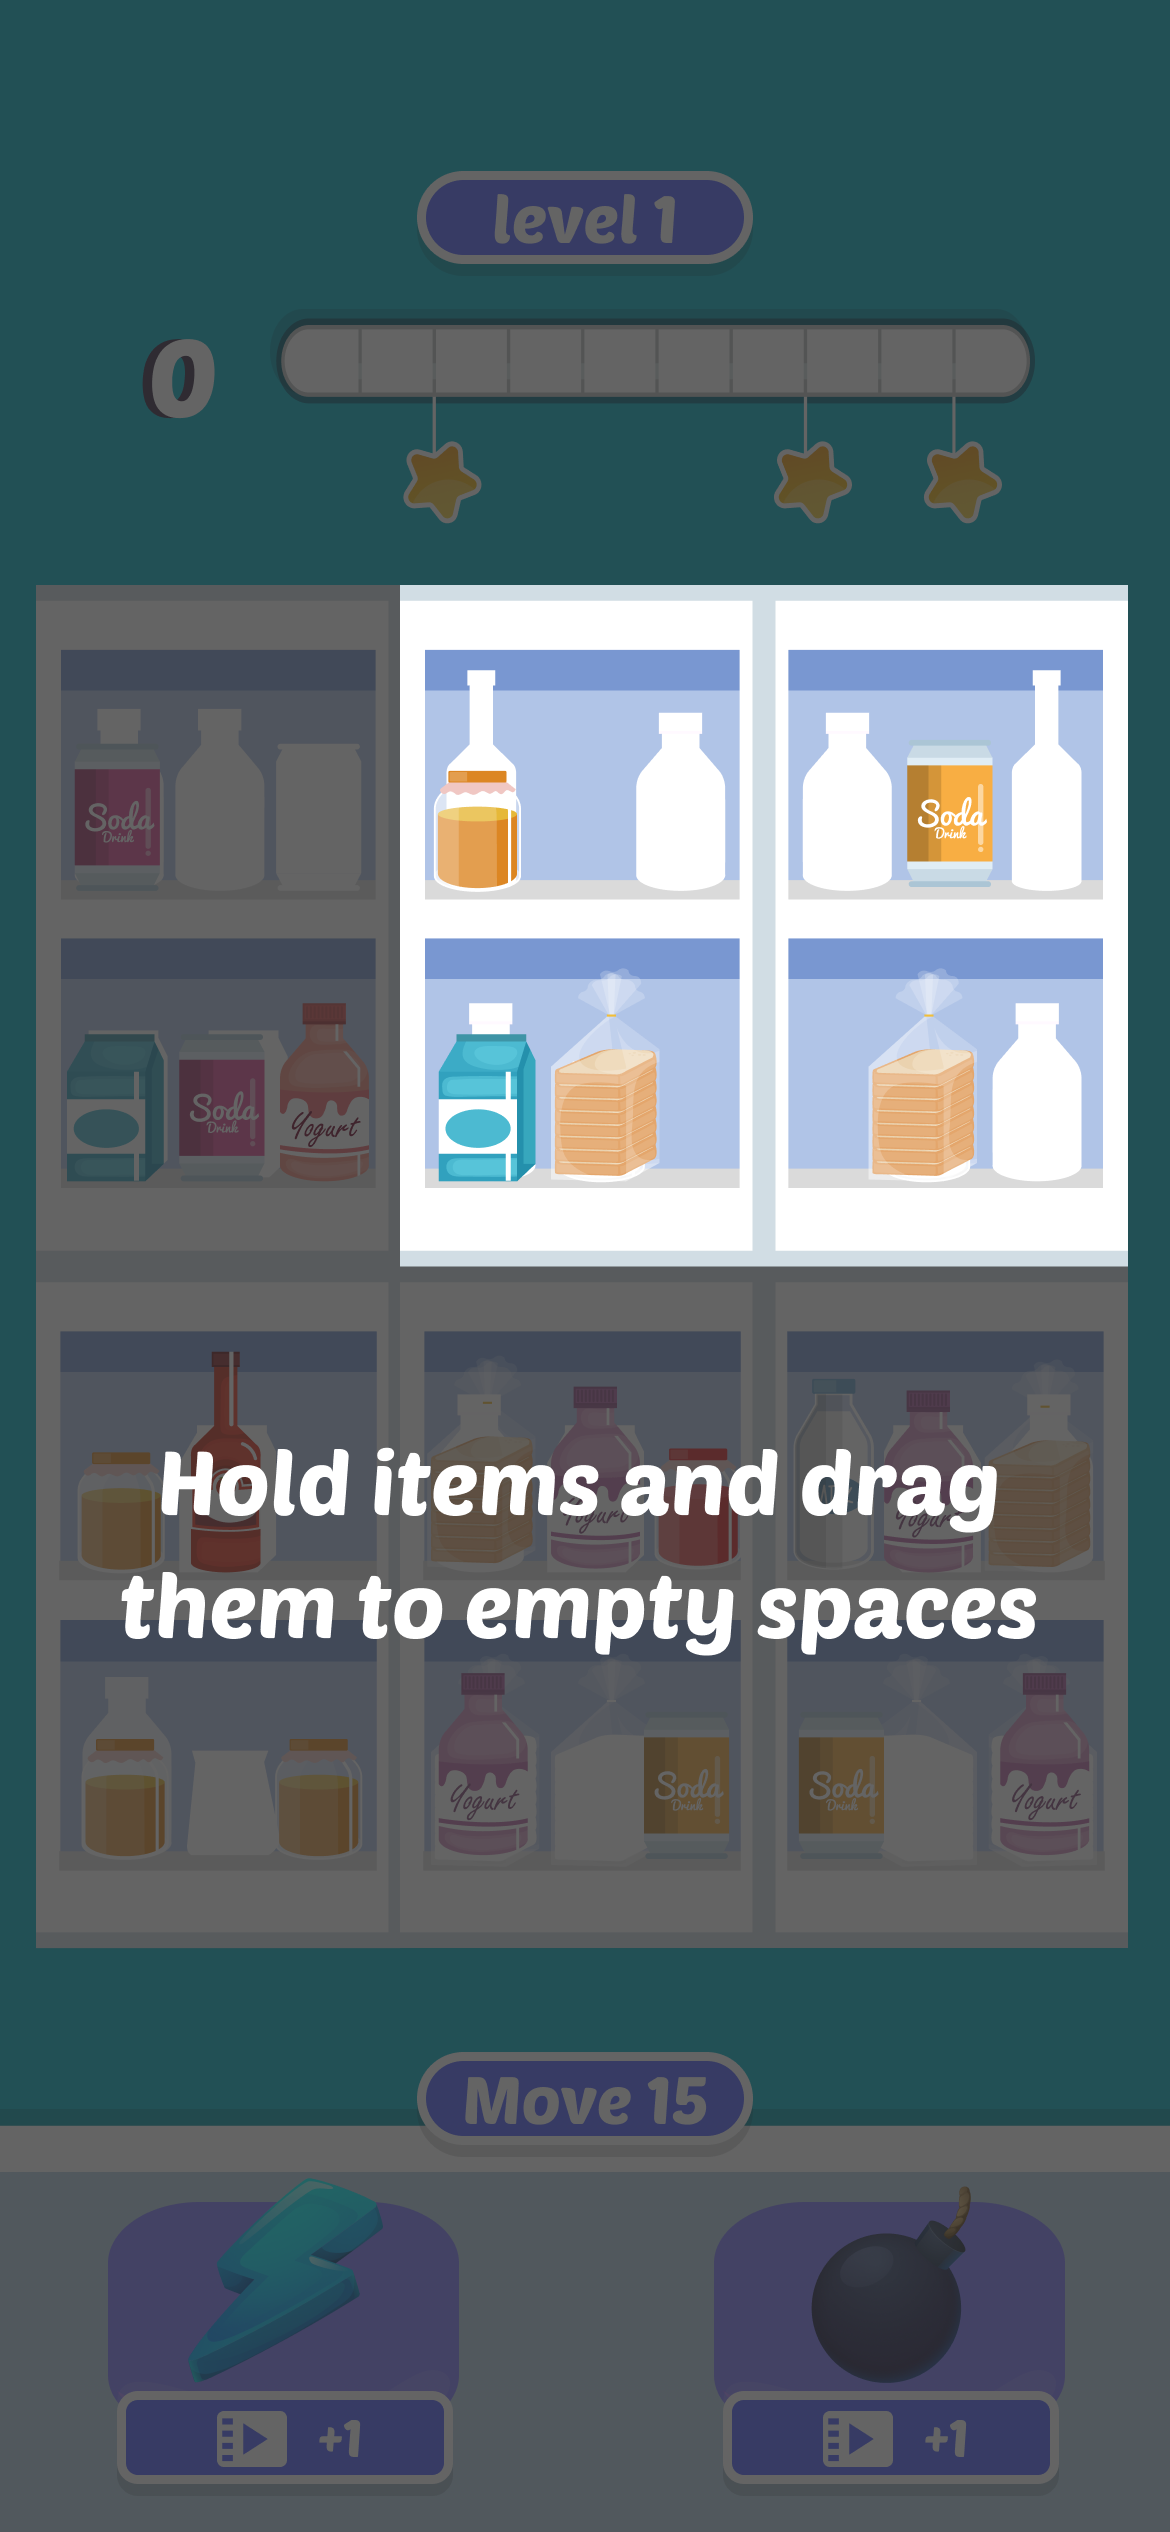 level 1
0
Soda
Drink
Soda
Drink
Soda
Drink
Yogurt
Hold items and drag
them to empty spaces
Yogurt
Yogurt
Yogurt
Soda
Drink
Soda
Drink
Yogurt
Move 15
+1
+1